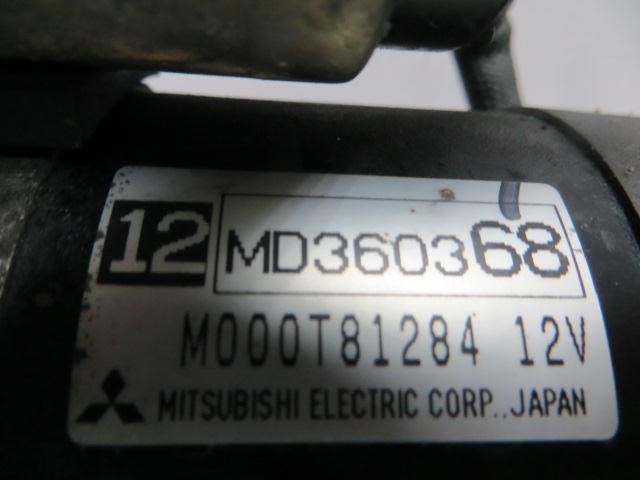 12 MD360368
M000T81284 12V
MITSUBISHI ELECTRIC CORP.,JAPAN